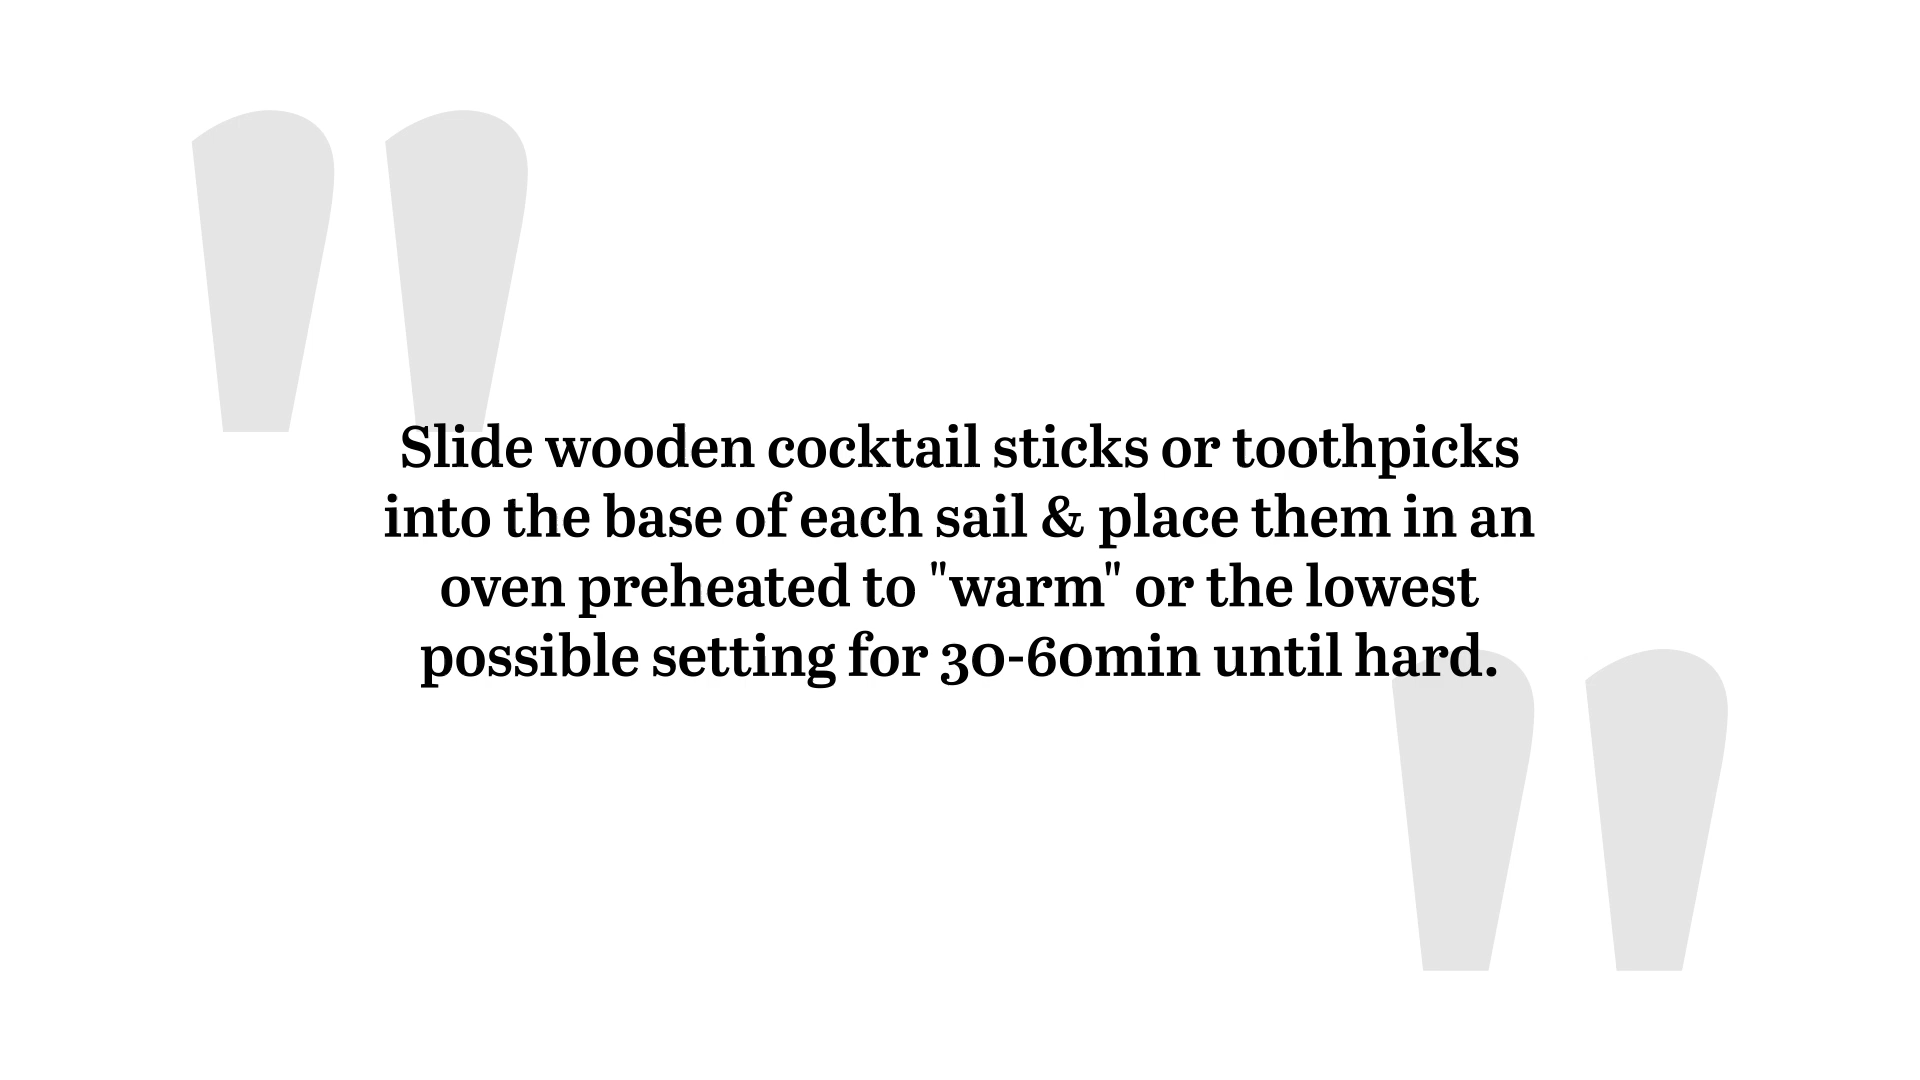 Slide wooden cocktail sticks or toothpicks
into the base of each sail & place them in an
oven preheated to "warm" or the lowest
possible setting for 30-60min until hard.